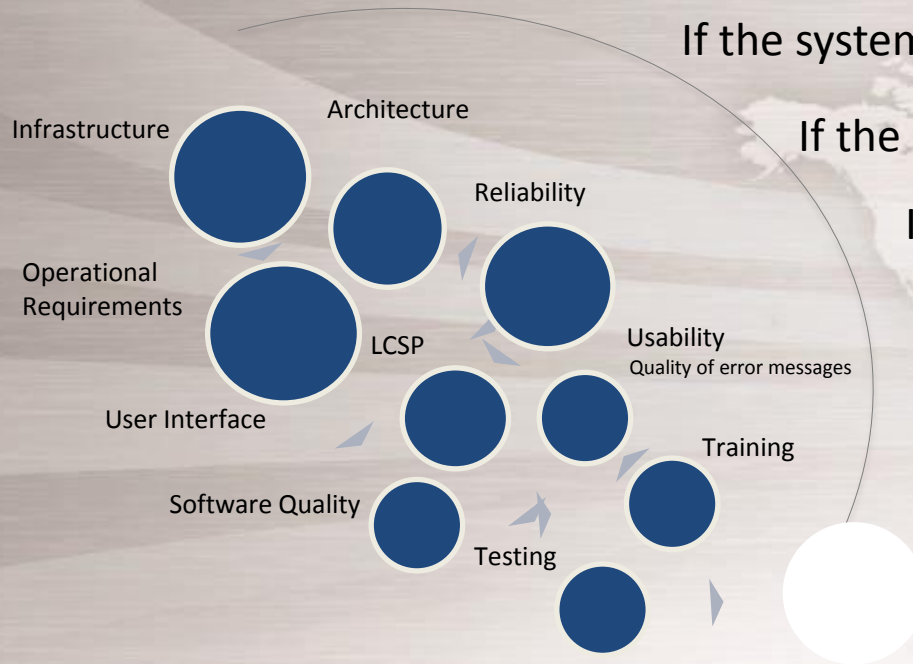 If the system
Infrastructure
Architecture
If the
Reliability
Operational
Requirements
LCSP
Usability
Quality of error messages
User Interface
Training
Software Quality
Testing